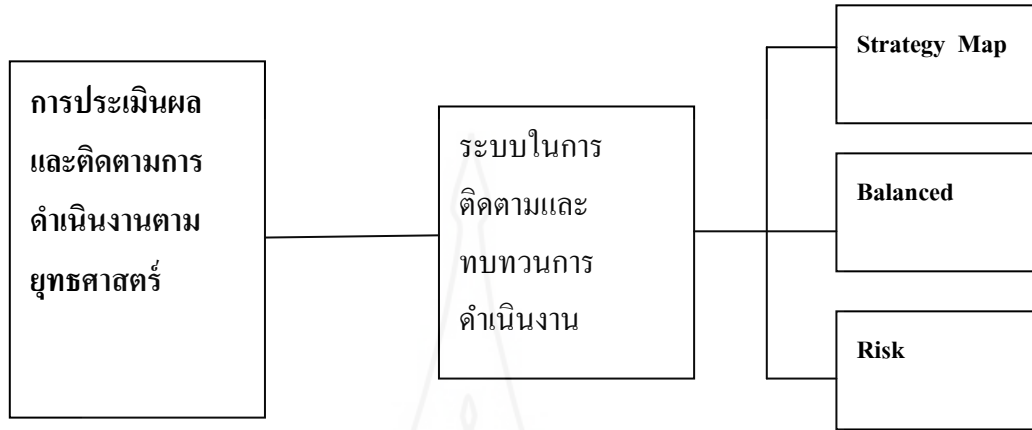 การประเมินผล
และติดตามการ
ดำเนินงานตาม
ยุทธศาสตร์
ระบบในการ
ติดตามและ
ทบทวนการ
ดำเนินงาน
Strategy Map
Balanced
Risk